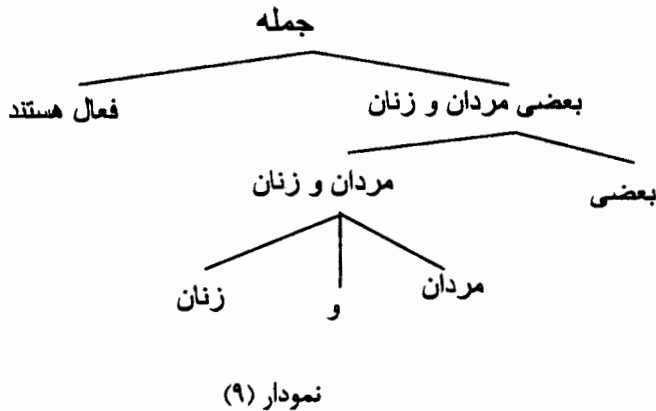 جمله
بعضی مردان و زنان فعال هستند
بعضی مردان و زنان
مردان و زنان
نمودار (۹)